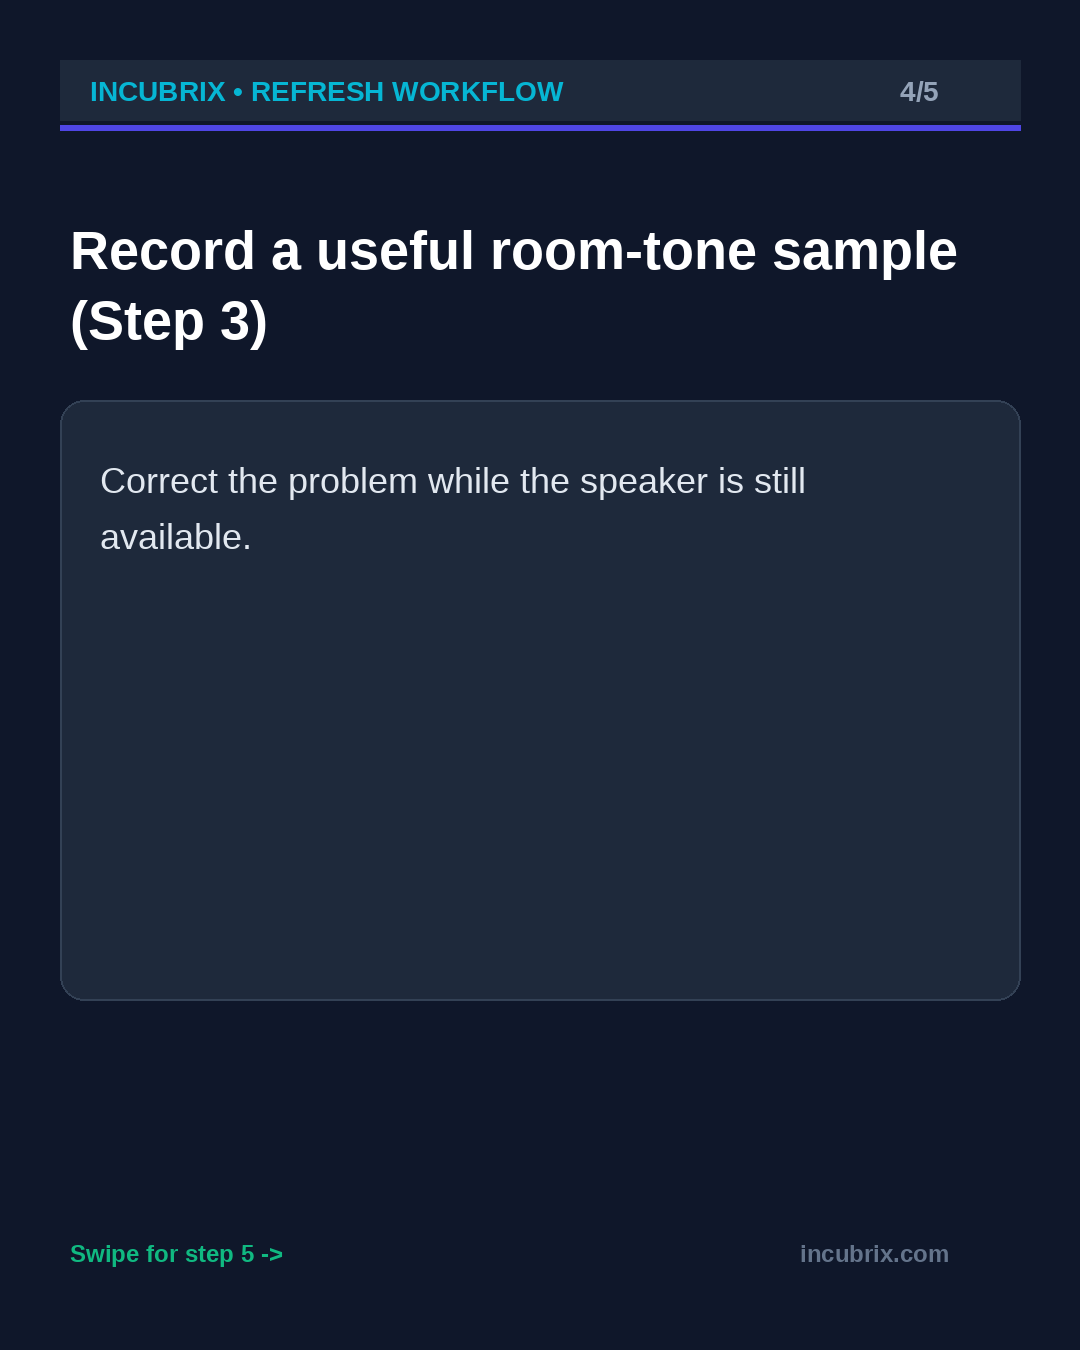 INCUBRIX • REFRESH WORKFLOW 4/5
Record a useful room-tone sample
(Step 3)
Correct the problem while the speaker is still
available.
Swipe for step 5 -> incubrix.com